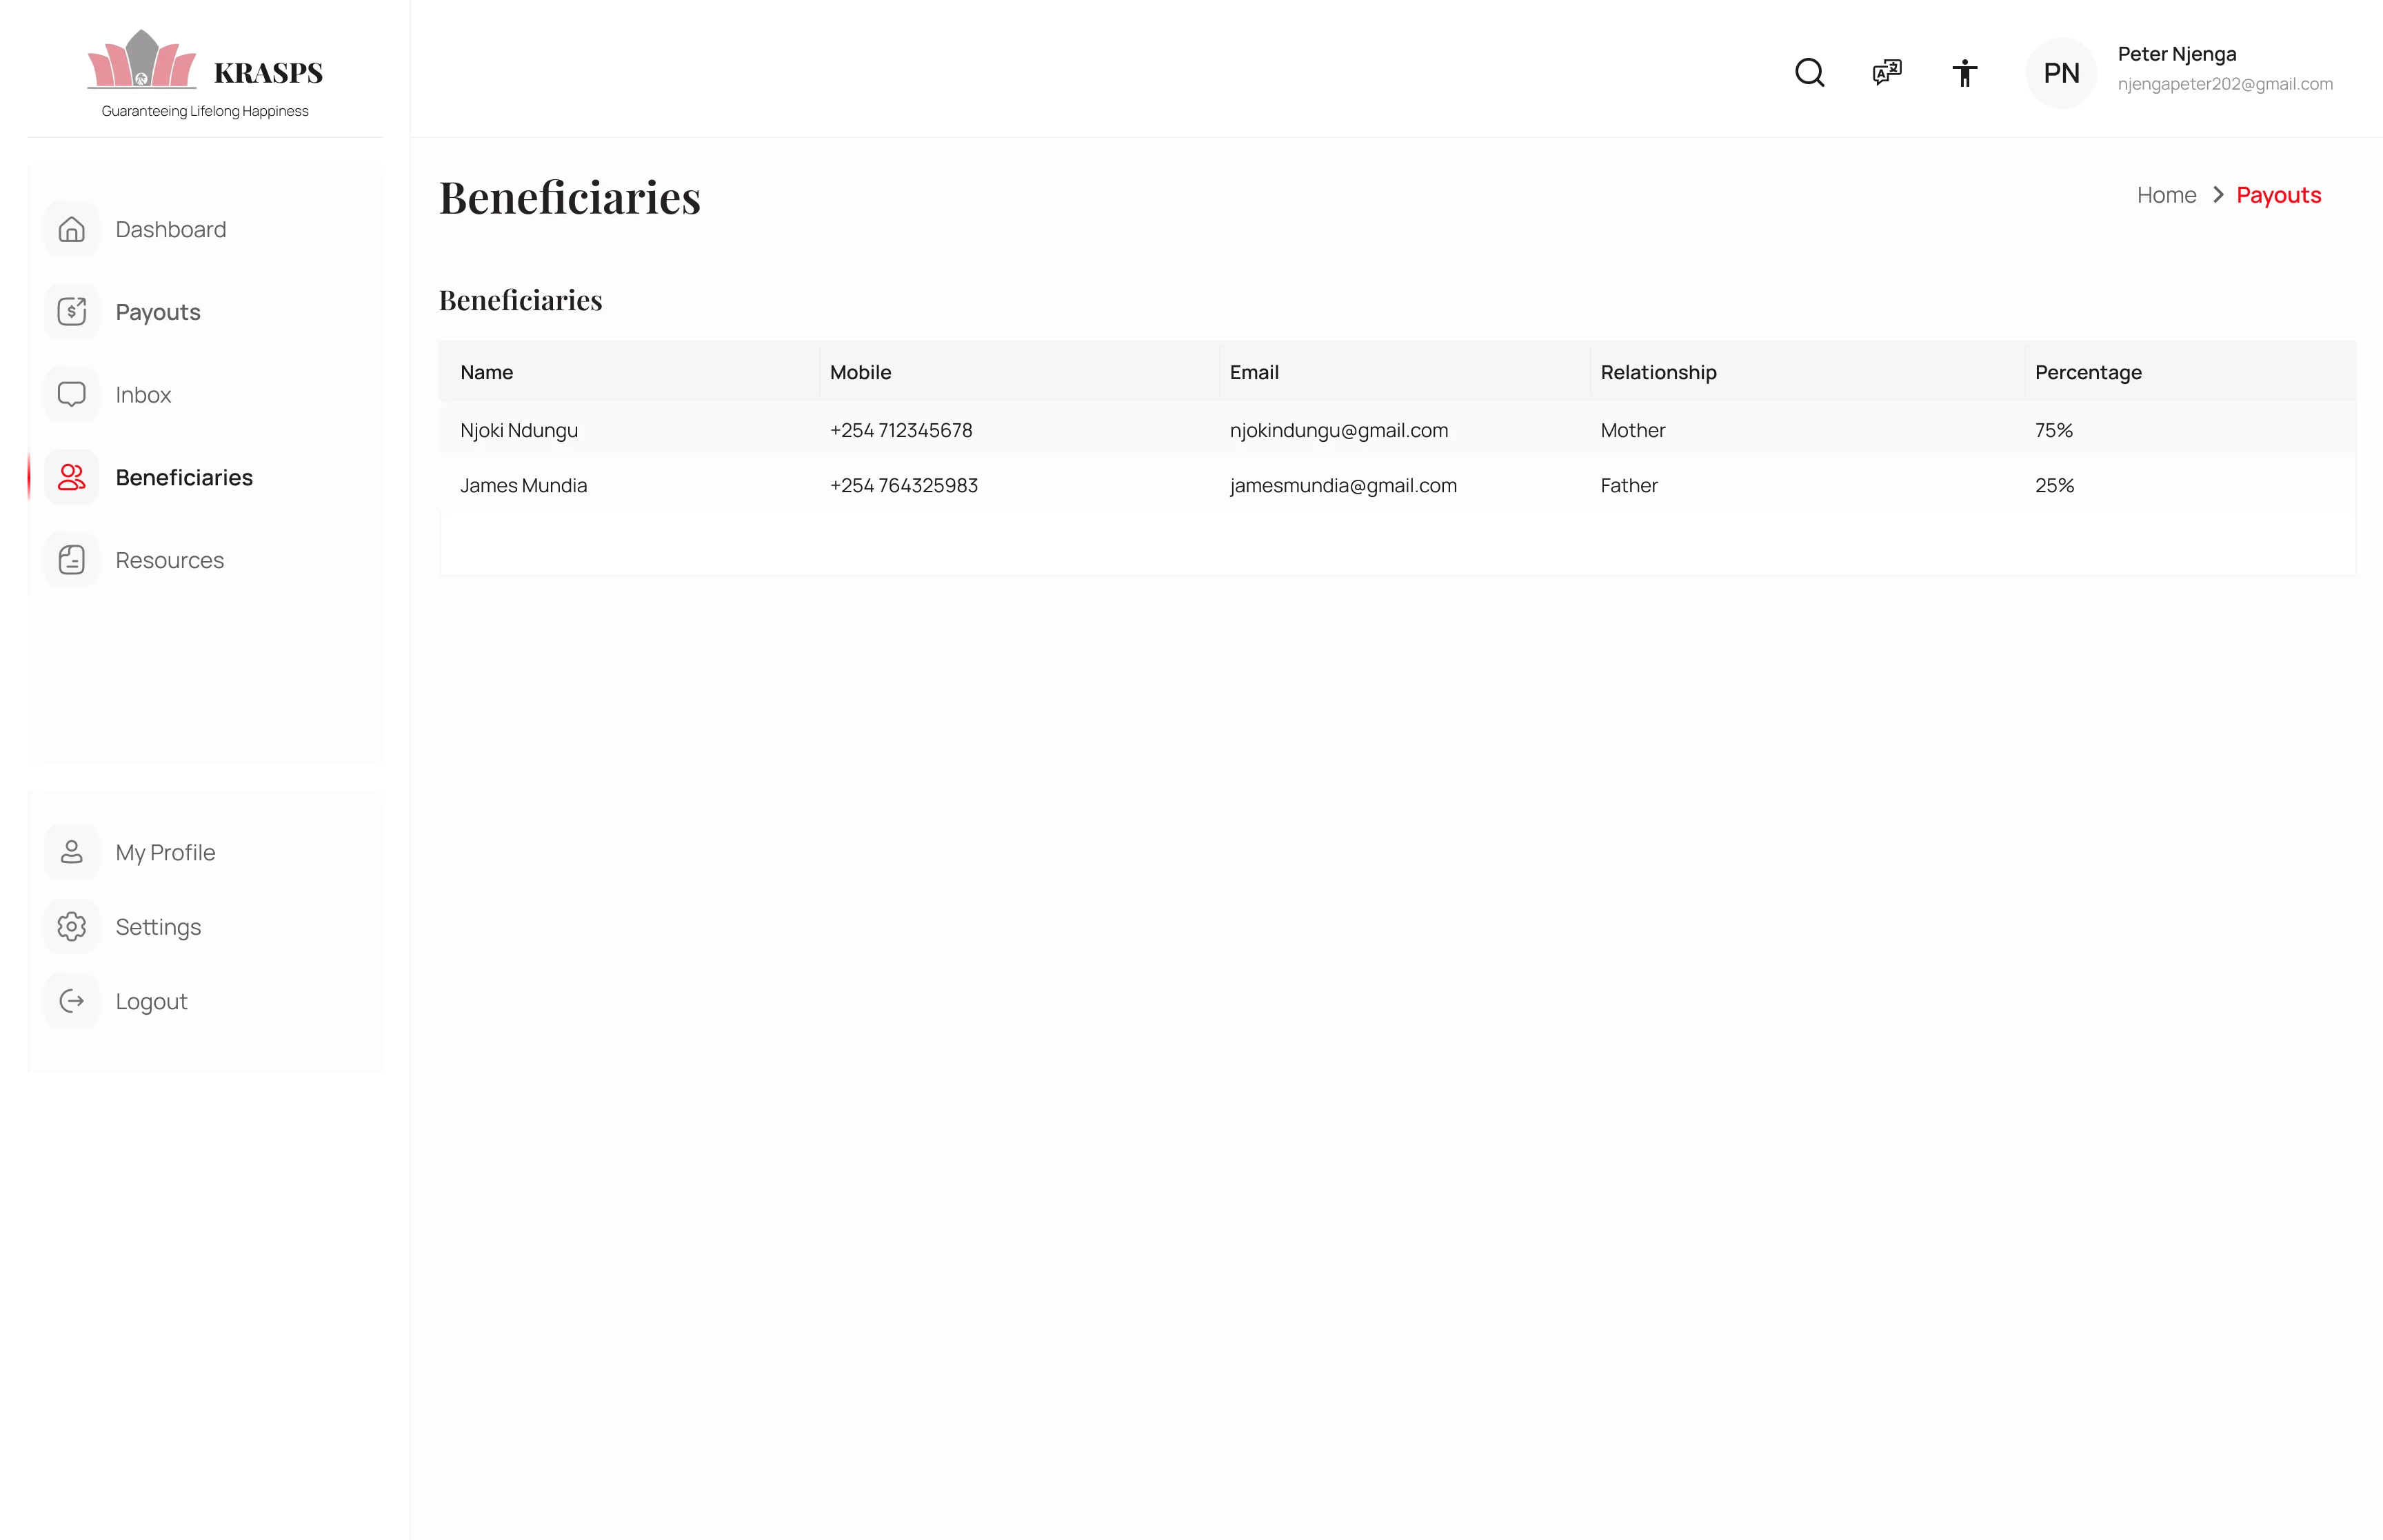 KRASPS
Guaranteeing Lifelong Happiness
PN
Peter Njenga
njengapeter202@gmail.com
Dashboard
Payouts
Inbox
Beneficiaries
Resources
My Profile
Settings
Logout
Beneficiaries
Home > Payouts
Beneficiaries
Name Mobile Email Relationship Percentage
Njoki Ndungu +254 712345678 njokindungu@gmail.com Mother 75%
James Mundia +254 764325983 jamesmundia@gmail.com Father 25%